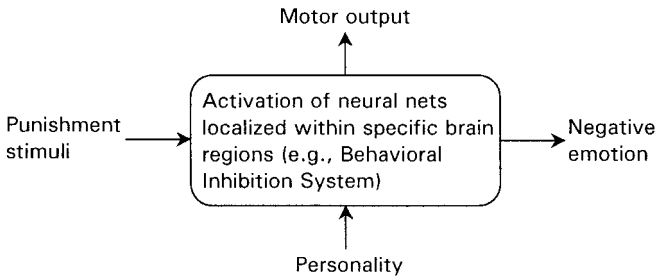 Motor output
Punishment
stimuli
Activation of neural nets
localized within specific brain
regions (e.g., Behavioral
Inhibition System)
Negative
emotion
Personality